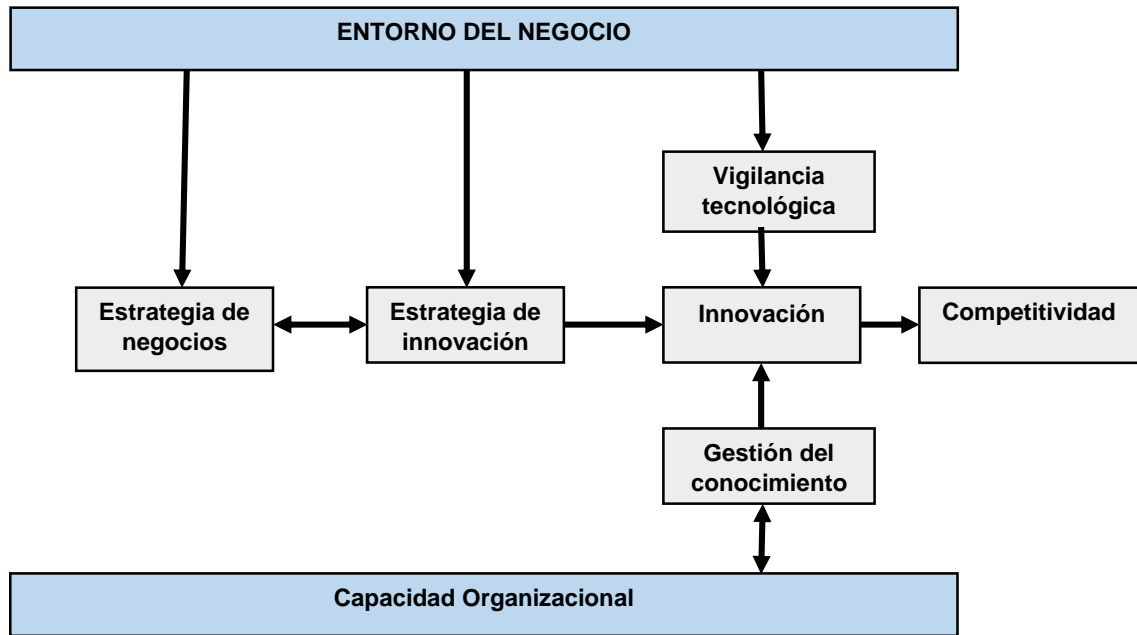 ENTORNO DEL NEGOCIO
Vigilancia
tecnológica
Estrategia de
negocios
Estrategia de
innovación
Innovación
Competitividad
Gestión del
conocimiento
Capacidad Organizacional